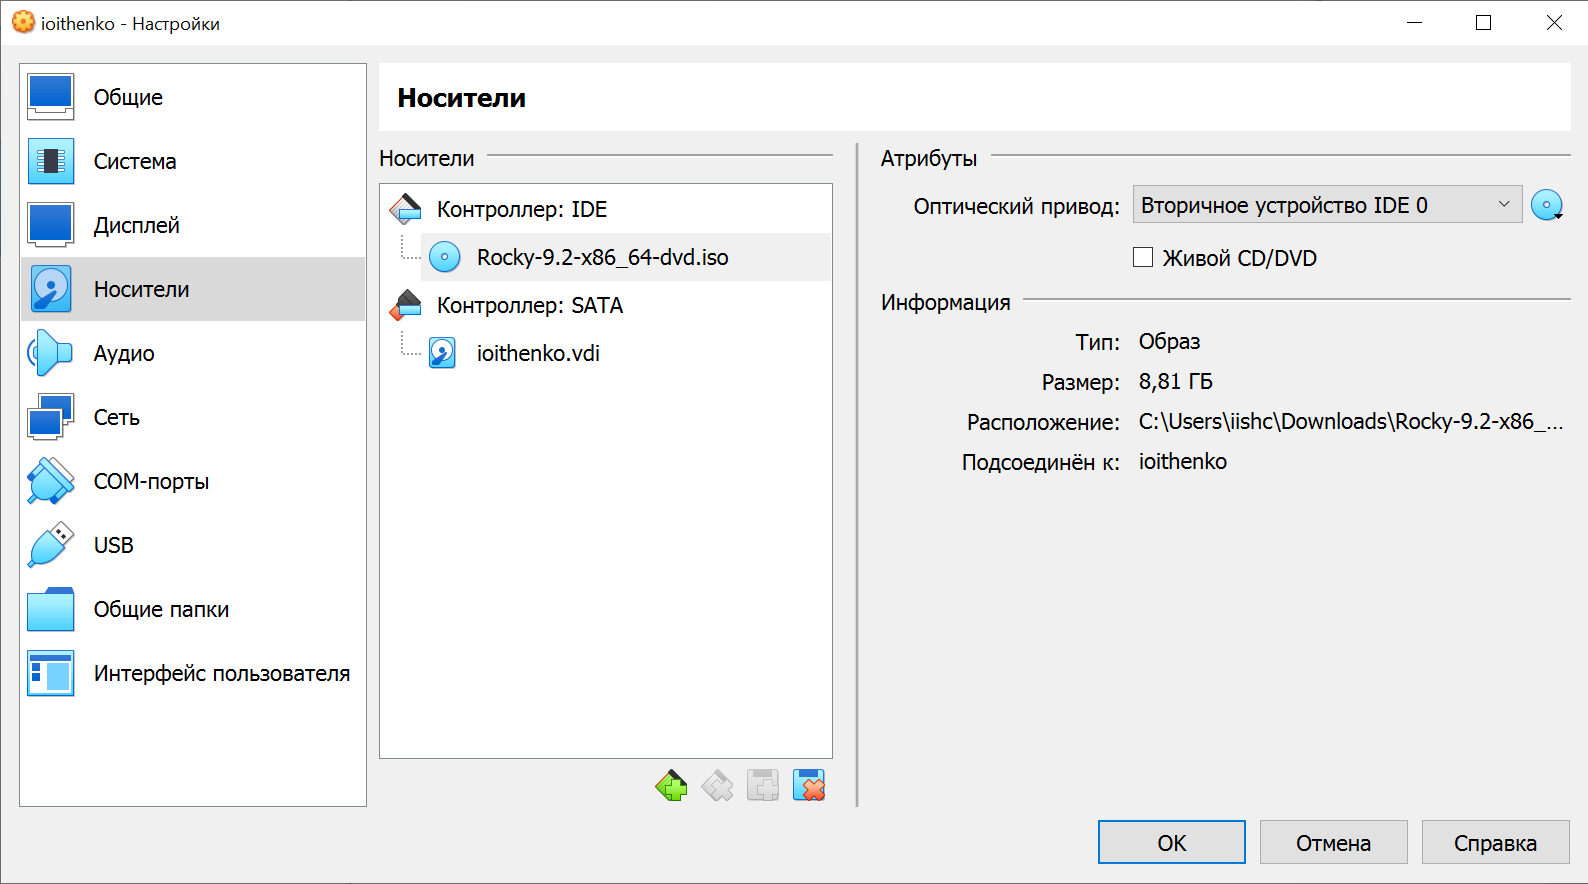 ioithenko - Настройки
Общие
Система
Дисплей
Носители
Аудио
Сеть
COM-порты
USB
Общие папки
Интерфейс пользователя
Носители
Носители
Контроллер: IDE
Rocky-9.2-x86_64-dvd.iso
Контроллер: SATA
ioithenko.vdi
Атрибуты
Оптический привод: Вторичное устройство IDE 0
Живой CD/DVD
Информация
Тип: Образ
Размер: 8,81 ГБ
Расположение: C:\Users\iishc\Downloads\Rocky-9.2-x86_...
Подсоединён к: ioithenko
OK Отмена Справка